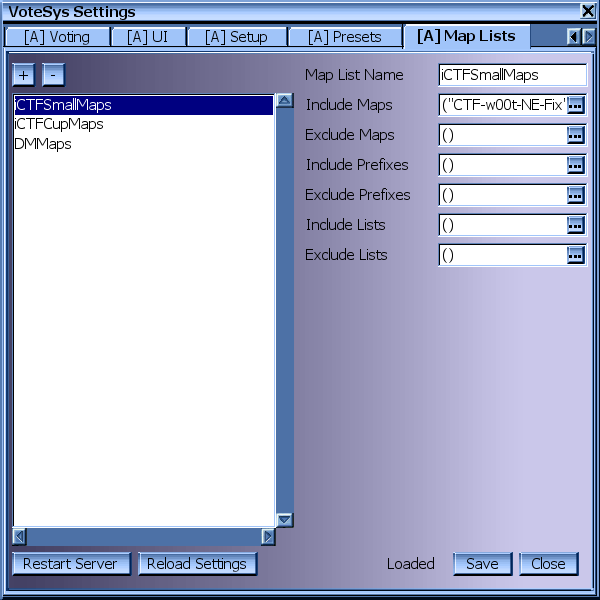 VoteSys Settings
[A] Voting [A] UI [A] Setup [A] Presets [A] Map Lists
+ -
iCTFSmallMaps
iCTFCupMaps
DMMaps
Map List Name iCTFSmallMaps
Include Maps ("CTF-w00t-NE-Fix"
Exclude Maps ()
Include Prefixes ()
Exclude Prefixes ()
Include Lists ()
Exclude Lists ()
Restart Server Reload Settings Loaded Save Close